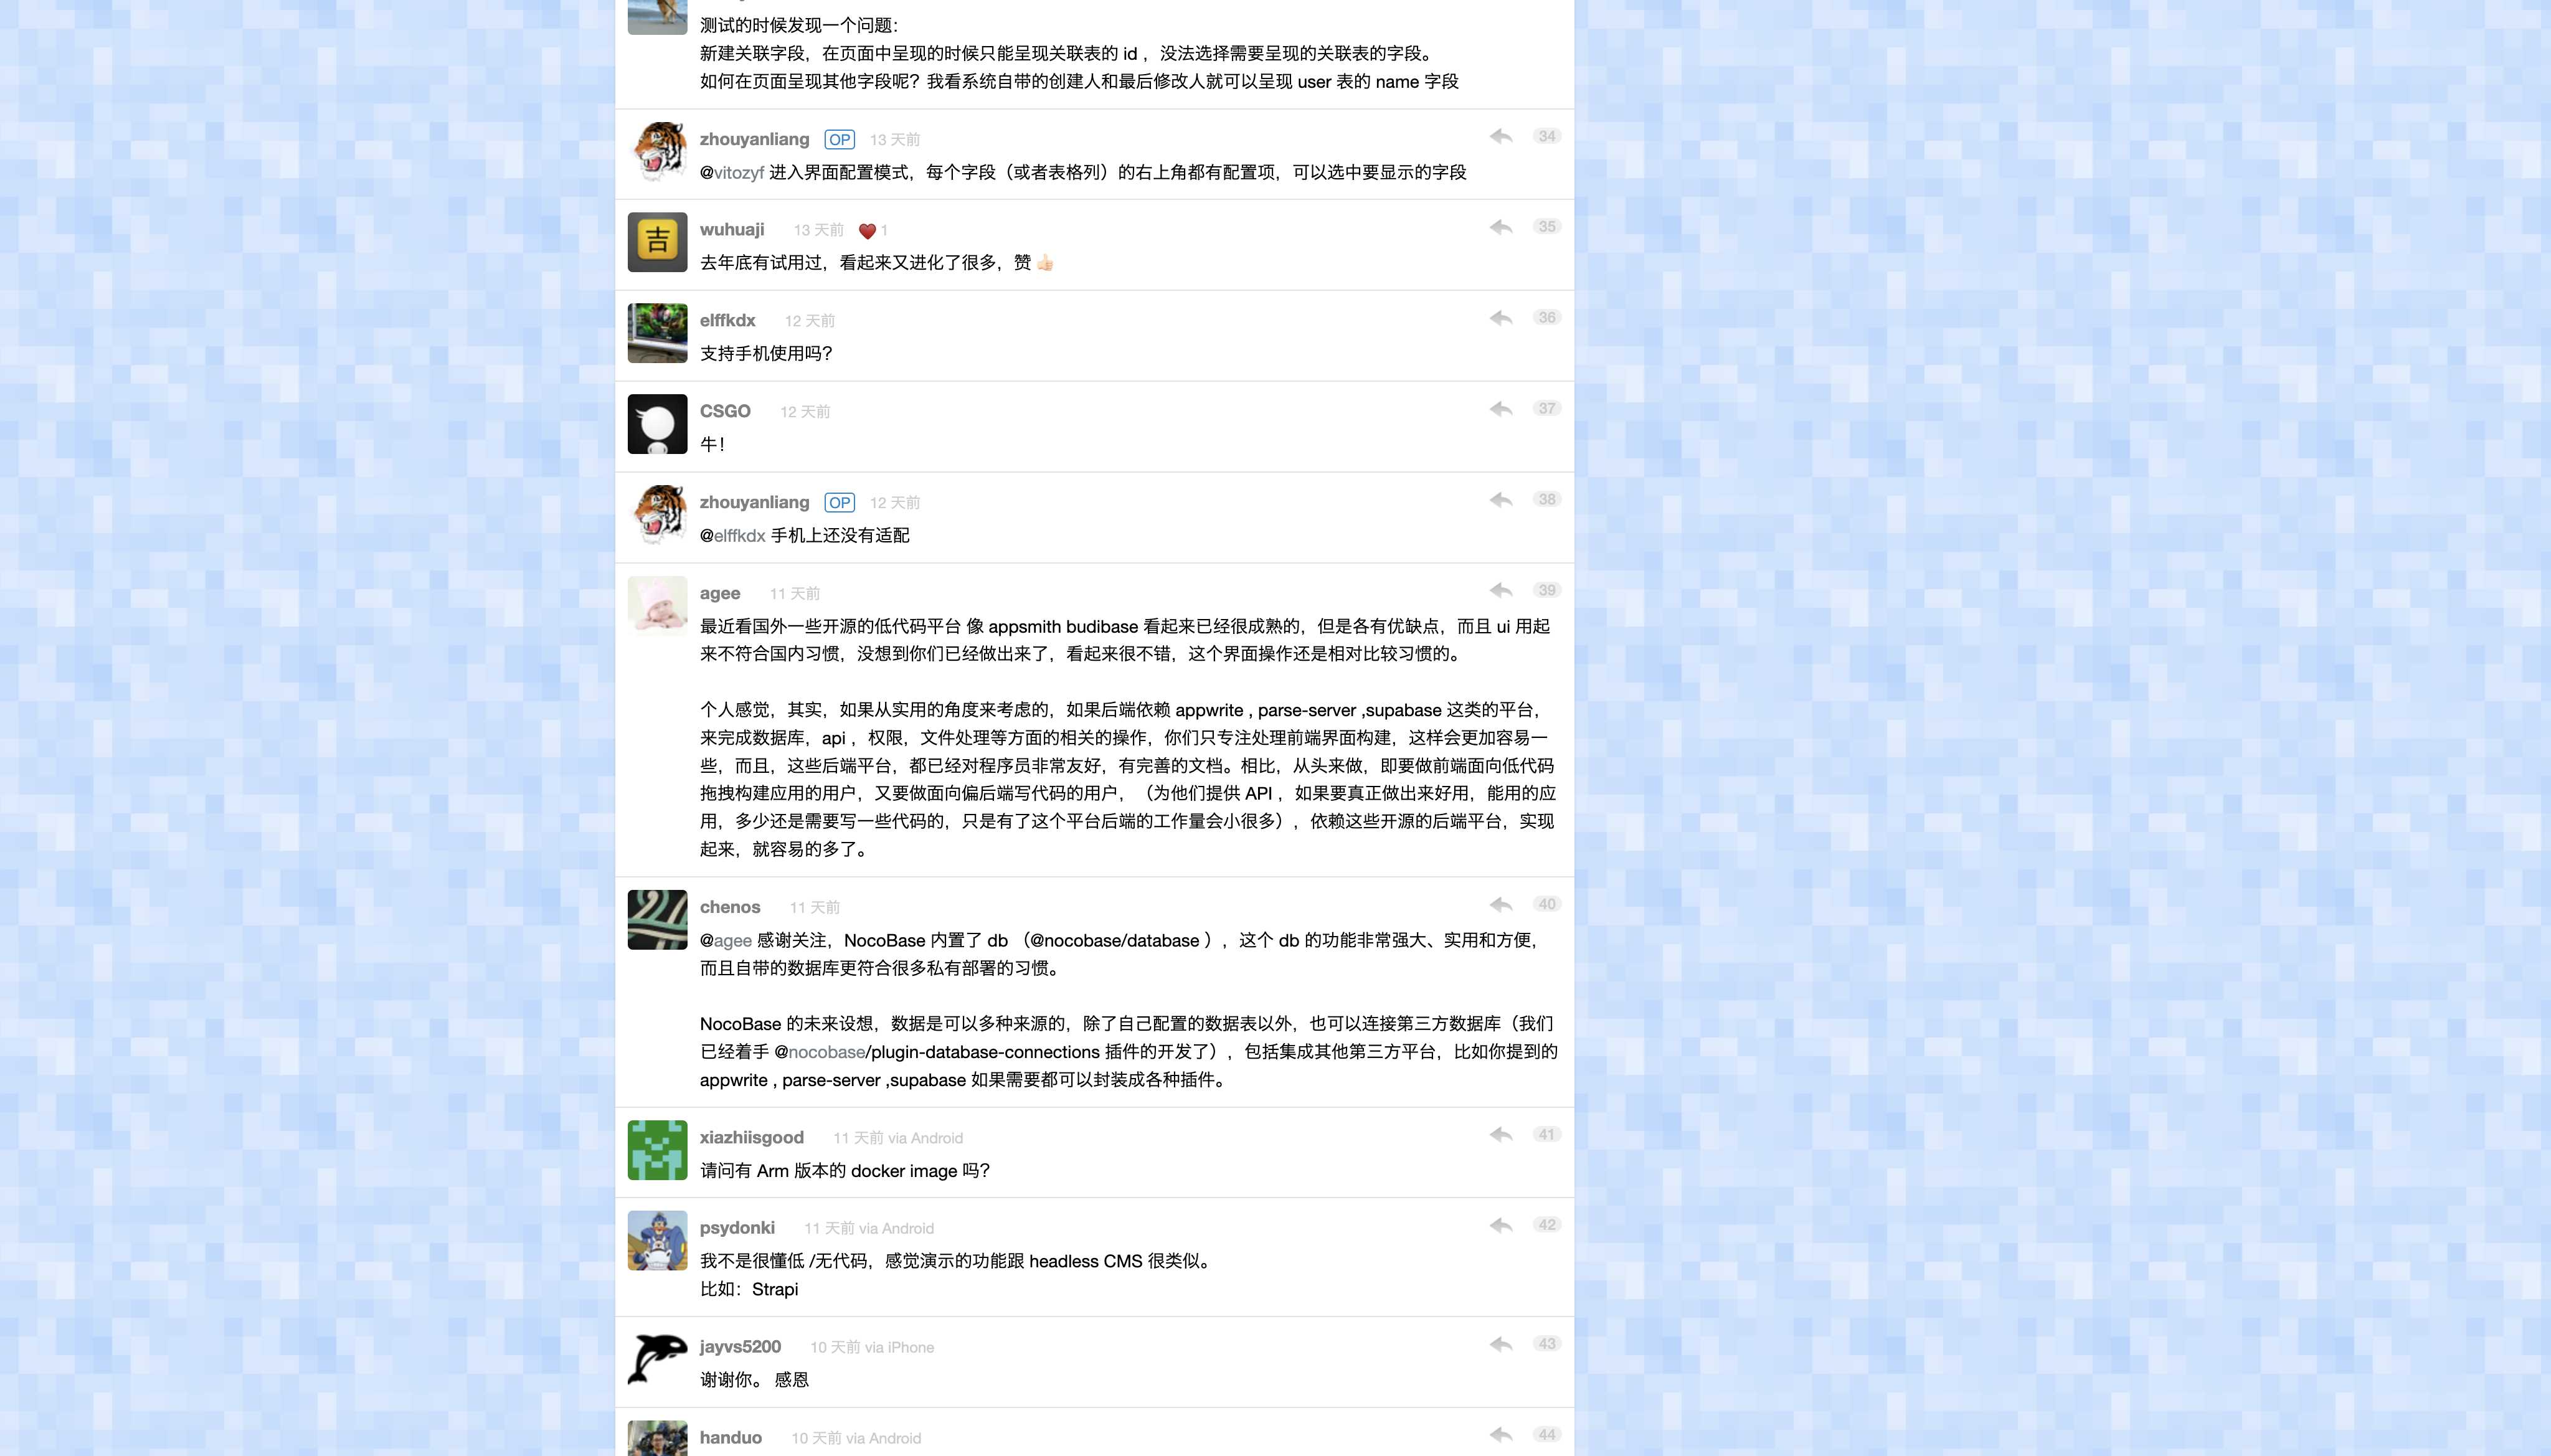 测试的时候发现一个问题：
新建关联字段，在页面中呈现的时候只能呈现关联表的 id ，没法选择需要呈现的关联表的字段。
如何在页面呈现其他字段呢？我看系统自带的创建人和最后修改人就可以呈现 user 表的 name 字段
zhouyanliang OP 13 天前 34
@vitozyf 进入界面配置模式，每个字段（或者表格列）的右上角都有配置项，可以选中要显示的字段
吉
wuhuaji 13 天前 ❤️ 1 35
去年底有试用过，看起来又进化了很多，赞👍🏻
elffkdx 12 天前 36
支持手机使用吗？
CSGO 12 天前 37
牛！
zhouyanliang OP 12 天前 38
@elffkdx 手机上还没有适配
agee 11 天前 39
最近看国外一些开源的低代码平台 像 appsmith budibase 看起来已经很成熟的，但是各有优缺点，而且 ui 用起
来不符合国内习惯，没想到你们已经做出来了，看起来很不错，这个界面操作还是相对比较习惯的。
个人感觉，其实，如果从实用的角度来考虑的，如果后端依赖 appwrite , parse-server ,supabase 这类的平台，
来完成数据库，api ，权限，文件处理等方面的相关的操作，你们只专注处理前端界面构建，这样会更加容易一
些，而且，这些后端平台，都已经对程序员非常友好，有完善的文档。相比，从头来做，即要做前端面向低代码
拖拽构建应用的用户，又要做面向偏后端写代码的用户，（为他们提供 API ，如果要真正做出来好用，能用的应
用，多少还是需要写一些代码的，只是有了这个平台后端的工作量会小很多），依赖这些开源的后端平台，实现
起来，就容易的多了。
chenos 11 天前 40
@agee 感谢关注，NocoBase 内置了 db （@nocobase/database ），这个 db 的功能非常强大、实用和方便，
而且自带的数据库更符合很多私有部署的习惯。
NocoBase 的未来设想，数据是可以多种来源的，除了自己配置的数据表以外，也可以连接第三方数据库（我们
已经着手 @nocobase/plugin-database-connections 插件的开发了），包括集成其他第三方平台，比如你提到的
appwrite , parse-server ,supabase 如果需要都可以封装成各种插件。
xiazhiisgood 11 天前 via Android 41
请问有 Arm 版本的 docker image 吗？
psydonki 11 天前 via Android 42
我不是很懂低 /无代码，感觉演示的功能跟 headless CMS 很类似。
比如：Strapi
jayvs5200 10 天前 via iPhone 43
谢谢你。 感恩
handuo 10 天前 via Android 44